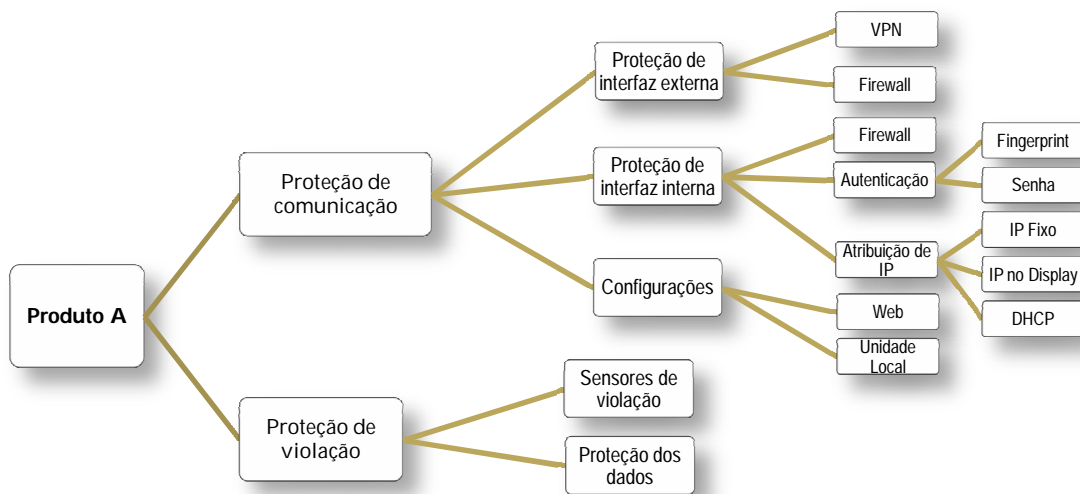 Produto A
Proteção de
comunicação
Proteção de
violação
Proteção de
interfaz externa
Proteção de
interfaz interna
Configurações
Sensores de
violação
Proteção dos
dados
VPN
Firewall
Firewall
Autenticação
Atribuição de
IP
Web
Unidade
Local
Fingerprint
Senha
IP Fixo
IP no Display
DHCP